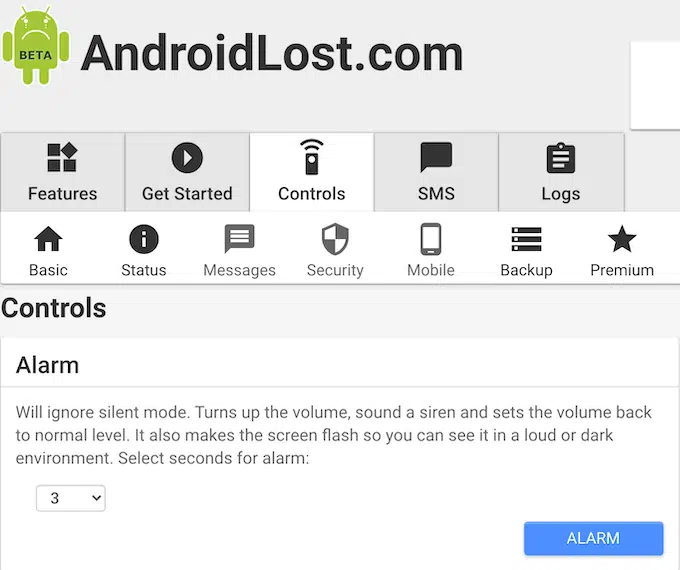 BETA
AndroidLost.com
Features Get Started Controls SMS Logs
Basic Status Messages Security Mobile Backup Premium
Controls
Alarm
Will ignore silent mode. Turns up the volume, sound a siren and sets the volume back
to normal level. It also makes the screen flash so you can see it in a loud or dark
environment. Select seconds for alarm:
3
ALARM